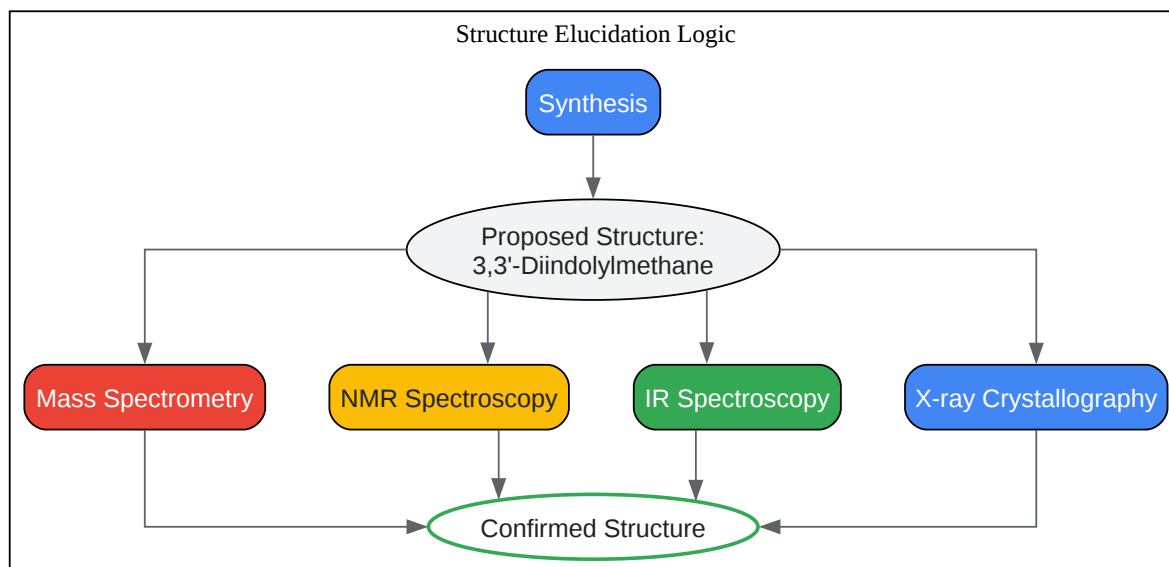 Structure Elucidation Logic
Synthesis
Proposed Structure:
3,3'-Diindolylmethane
Mass Spectrometry
NMR Spectroscopy
IR Spectroscopy
X-ray Crystallography
Confirmed Structure